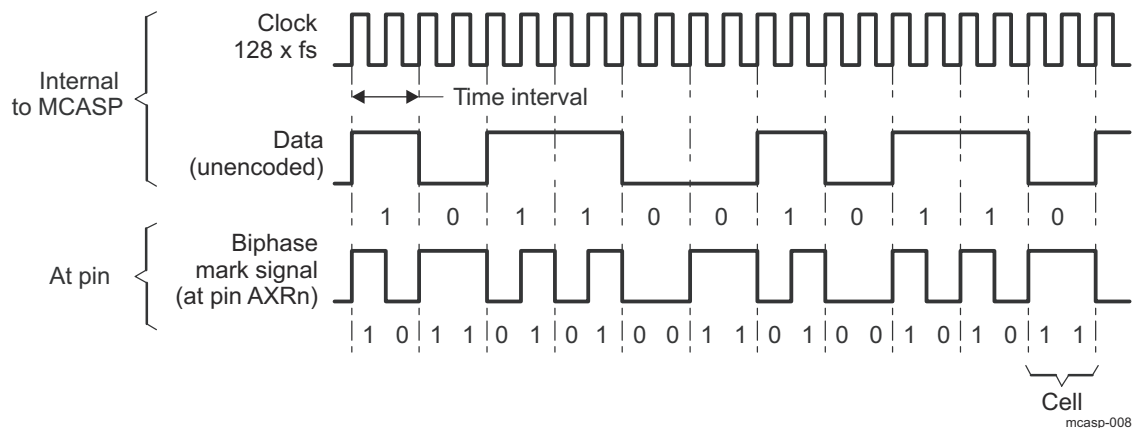 Clock
128 x fs
Internal
to MCASP
Time interval
Data
(unencoded)
1 0 1 1 0 0 1 0 1 1 0
Biphase
mark signal
(at pin AXRn)
At pin
1 0 1 1 0 1 0 1 0 0 1 1 0 1 0 0 1 0 1 0 1 1
Cell
mcasp-008